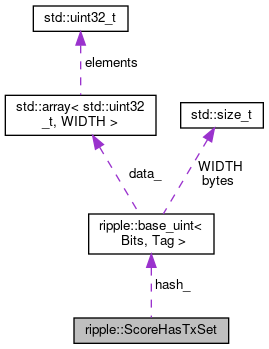 std::uint32_t
elements
std::array< std::uint32
_t, WIDTH >
std::size_t
data_
WIDTH
bytes
ripple::base_uint<
Bits, Tag >
hash_
ripple::ScoreHasTxSet